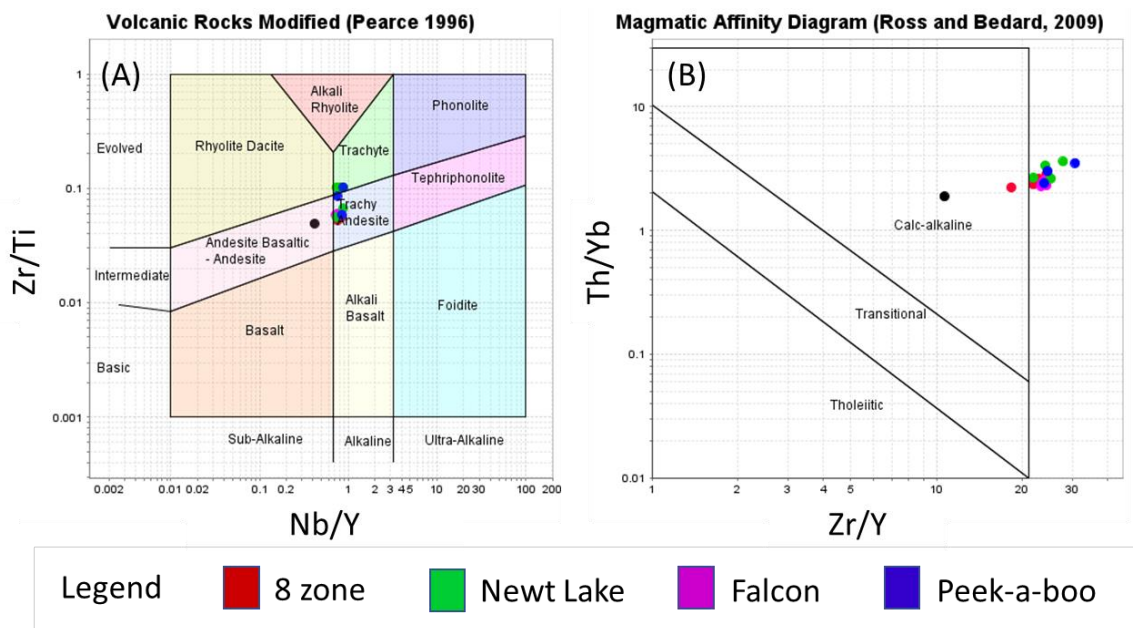 Volcanic Rocks Modified (Pearce 1996)
(A)
Zr/Ti
1
0.1
0.01
0.001
Evolved
Intermediate
Basic
Alkali
Rhyolite
Phonolite
Rhyolite Dacite
Trachyte
Tephriphonolite
Trachy
Andesite
Andesite Basaltic
- Andesite
Alkali
Basalt
Foidite
Basalt
Sub-Alkaline
Alkaline
Ultra-Alkaline
0.002 0.01 0.02 0.1 0.2 1 2 3 4 5 10 20 30 100 200
Nb/Y
Magmatic Affinity Diagram (Ross and Bedard, 2009)
(B)
Th/Yb
10
1
0.1
0.01
Calc-alkaline
Transitional
Tholeiitic
1 2 3 4 5 10 20 30
Zr/Y
Legend
8 zone
Newt Lake
Falcon
Peek-a-boo